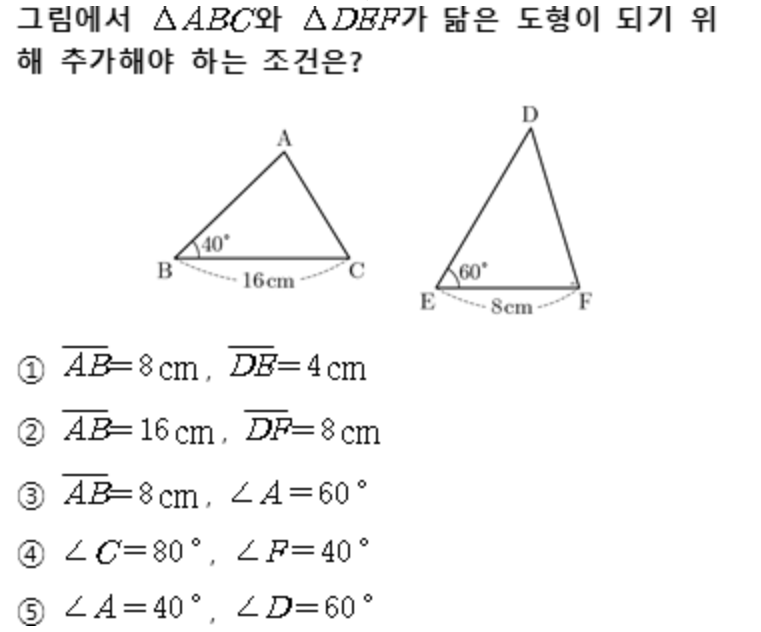 그림에서 △ABC와 △DEF가 닮은 도형이 되기 위
해 추가해야 하는 조건은?
A
40°
B
16cm
C
D
60°
E
8cm
F
① AB=8cm, DE=4cm
② AB=16cm, DF=8cm
③ AB=8cm, ∠A=60°
④ ∠C=80°, ∠F=40°
⑤ ∠A=40°, ∠D=60°